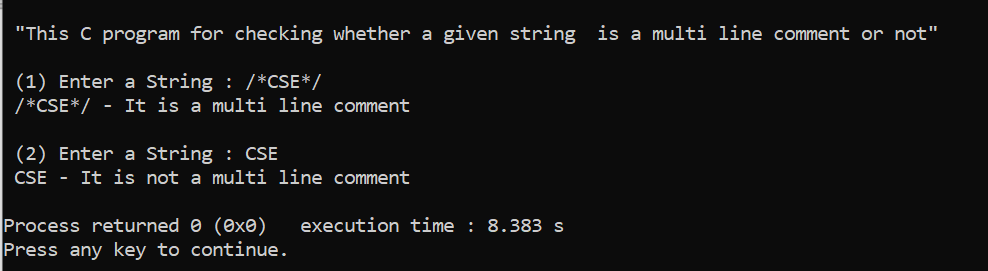 "This C program for checking whether a given string  is a multi line comment or not"
(1) Enter a String : /*CSE*/
/*CSE*/ - It is a multi line comment
(2) Enter a String : CSE
CSE - It is not a multi line comment
Process returned 0 (0x0)   execution time : 8.383 s
Press any key to continue.